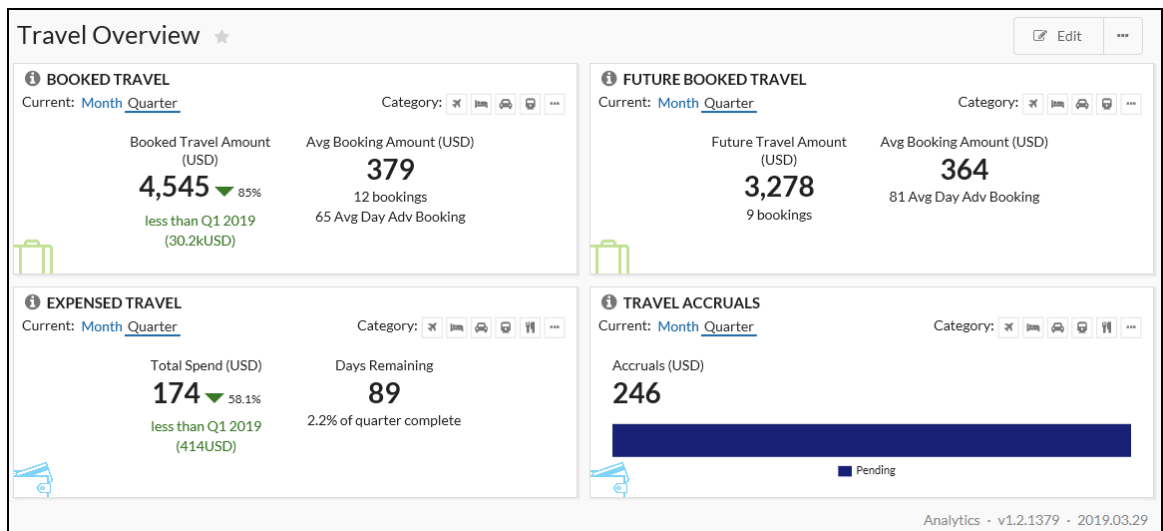 Travel Overview
Edit
BOOKED TRAVEL
Current: Month Quarter
Category:
Booked Travel Amount
(USD)
4,545 85%
less than Q1 2019
(30.2kUSD)
Avg Booking Amount (USD)
379
12 bookings
65 Avg Day Adv Booking
FUTURE BOOKED TRAVEL
Current: Month Quarter
Category:
Future Travel Amount
(USD)
3,278
9 bookings
Avg Booking Amount (USD)
364
81 Avg Day Adv Booking
EXPENSED TRAVEL
Current: Month Quarter
Category:
Total Spend (USD)
174 58.1%
less than Q1 2019
(414USD)
Days Remaining
89
2.2% of quarter complete
TRAVEL ACCRUALS
Current: Month Quarter
Category:
Accruals (USD)
246
Pending
Analytics · v1.2.1379 · 2019.03.29